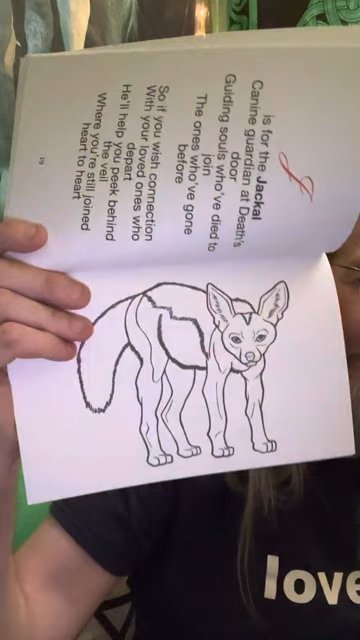 J
is for the Jackal
Canine guardian at Death's
door
Guiding souls who've died to
join
The ones who've gone
before
So if you wish connection
With your loved ones who
depart
He'll help you peek behind
the veil
Where you're still joined
heart to heart
19
love